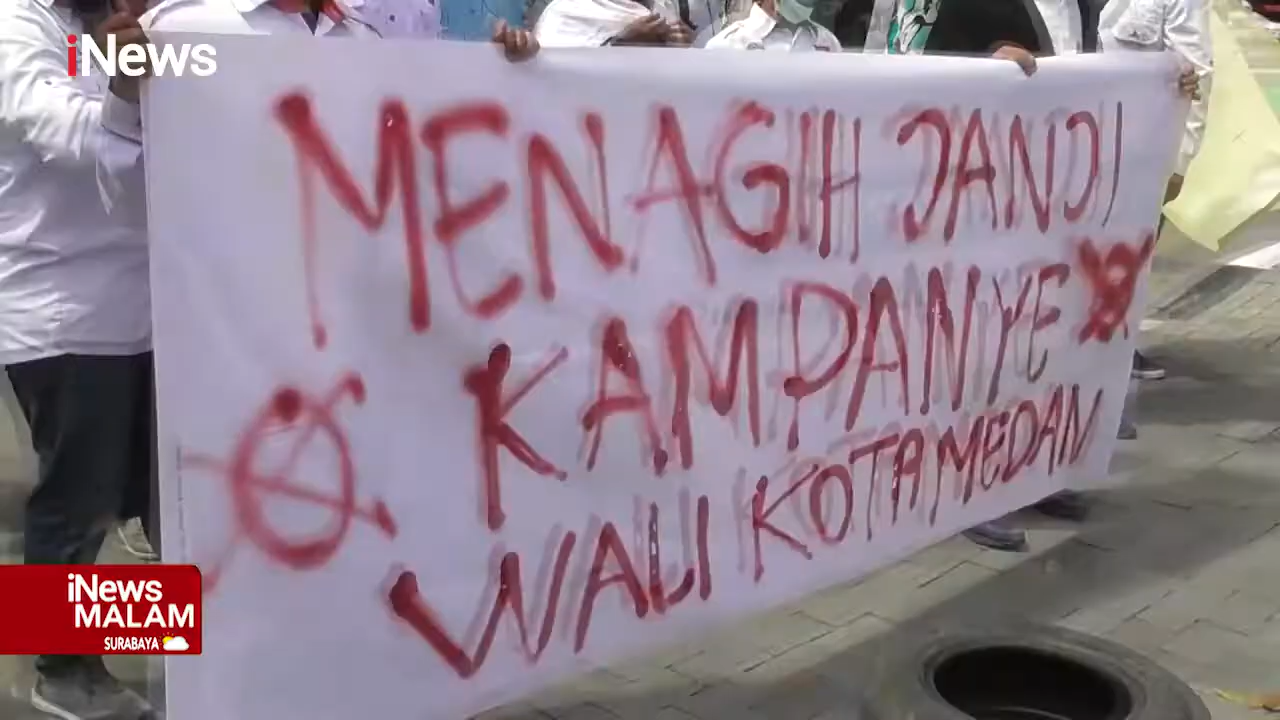 iNews
MENAGIH JANJI
KAMPANYE
WALI KOTA MEDAN
iNews
MALAM
SURABAYA